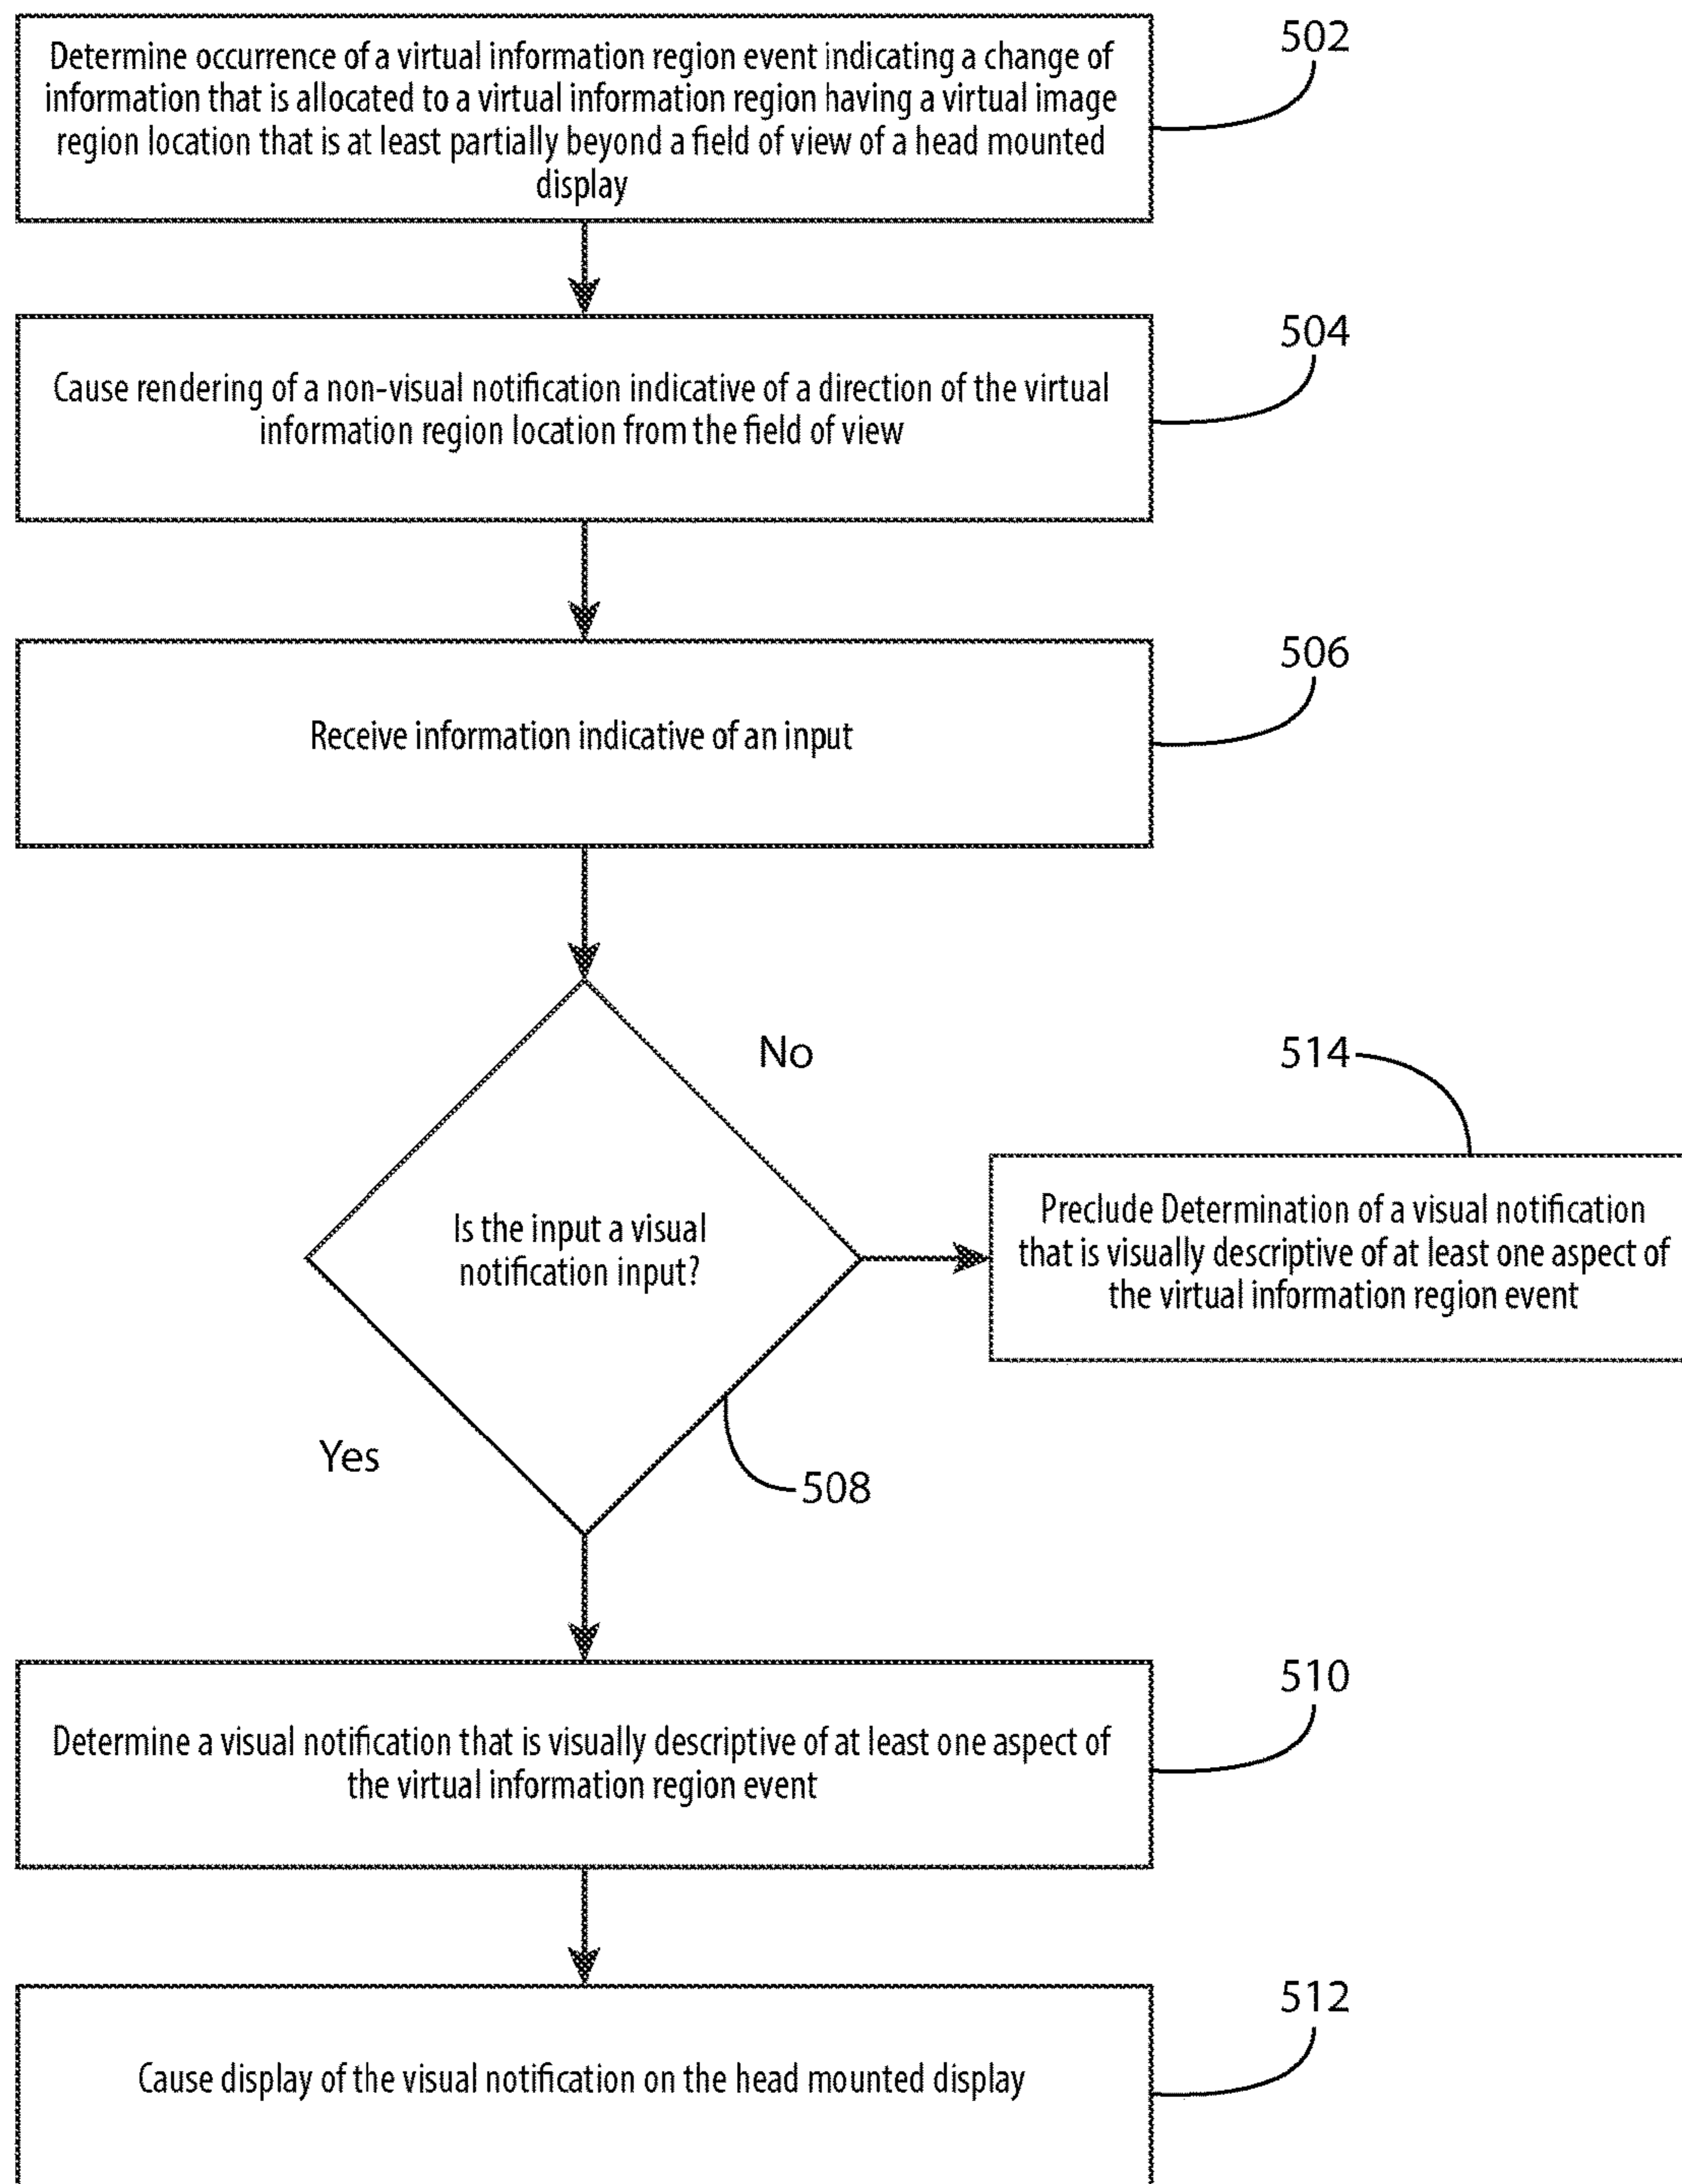 Determine occurrence of a virtual information region event indicating a change of
information that is allocated to a virtual information region having a virtual image
region location that is at least partially beyond a field of view of a head mounted
display
502
Cause rendering of a non-visual notification indicative of a direction of the virtual
information region location from the field of view
504
Receive information indicative of an input
506
Is the input a visual
notification input?
508
No
514
Preclude Determination of a visual notification
that is visually descriptive of at least one aspect of
the virtual information region event
Yes
Determine a visual notification that is visually descriptive of at least one aspect of
the virtual information region event
510
Cause display of the visual notification on the head mounted display
512